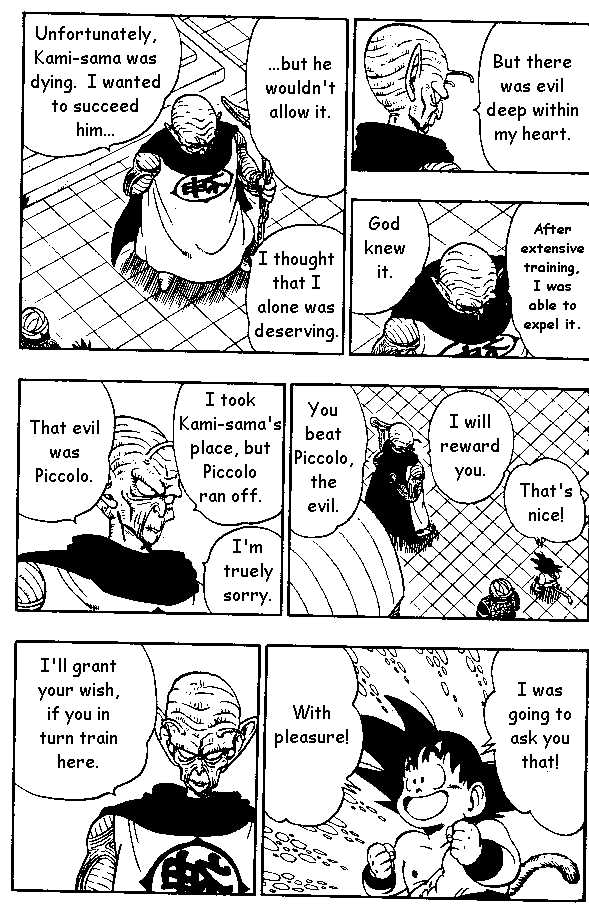 Unfortunately,
Kami-sama was
dying. I wanted
to succeed
him...
...but he
wouldn't
allow it.
I thought
that I
alone was
deserving.
But there
was evil
deep within
my heart.
God
knew
it.
After
extensive
training,
I was
able to
expel it.
That evil
was
Piccolo.
I took
Kami-sama's
place, but
Piccolo
ran off.
I'm
truely
sorry.
You
beat
Piccolo,
the
evil.
I will
reward
you.
That's
nice!
I'll grant
your wish,
if you in
turn train
here.
With
pleasure!
I was
going to
ask you
that!